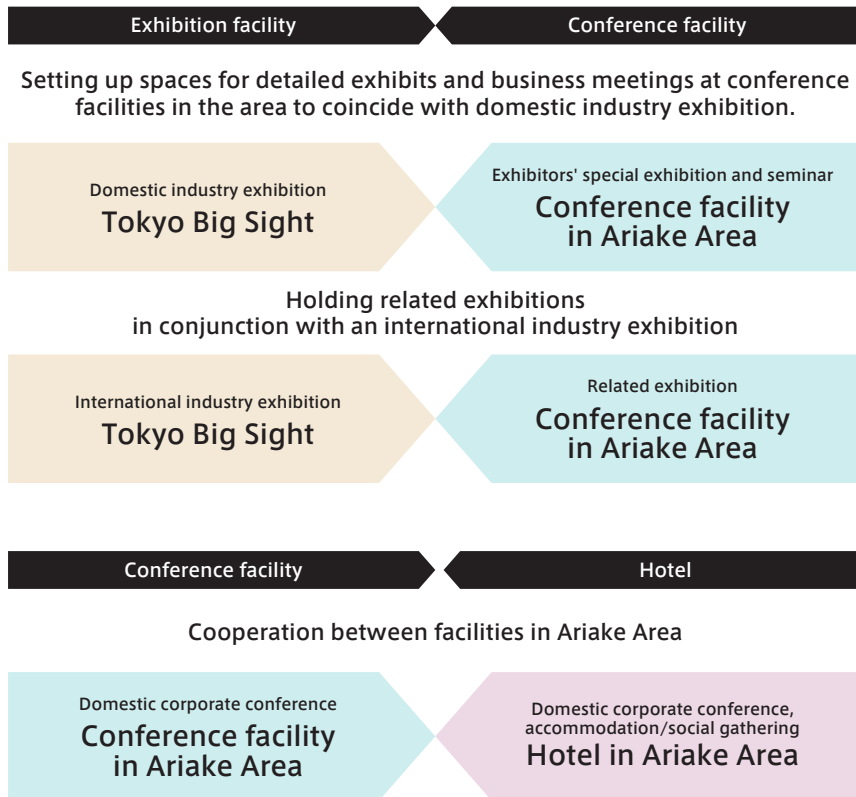 Exhibition facility
Conference facility
Setting up spaces for detailed exhibits and business meetings at conference
facilities in the area to coincide with domestic industry exhibition.
Domestic industry exhibition
Tokyo Big Sight
Exhibitors' special exhibition and seminar
Conference facility
in Ariake Area
Holding related exhibitions
in conjunction with an international industry exhibition
International industry exhibition
Tokyo Big Sight
Related exhibition
Conference facility
in Ariake Area
Conference facility
Hotel
Cooperation between facilities in Ariake Area
Domestic corporate conference
Conference facility
in Ariake Area
Domestic corporate conference,
accommodation/social gathering
Hotel in Ariake Area